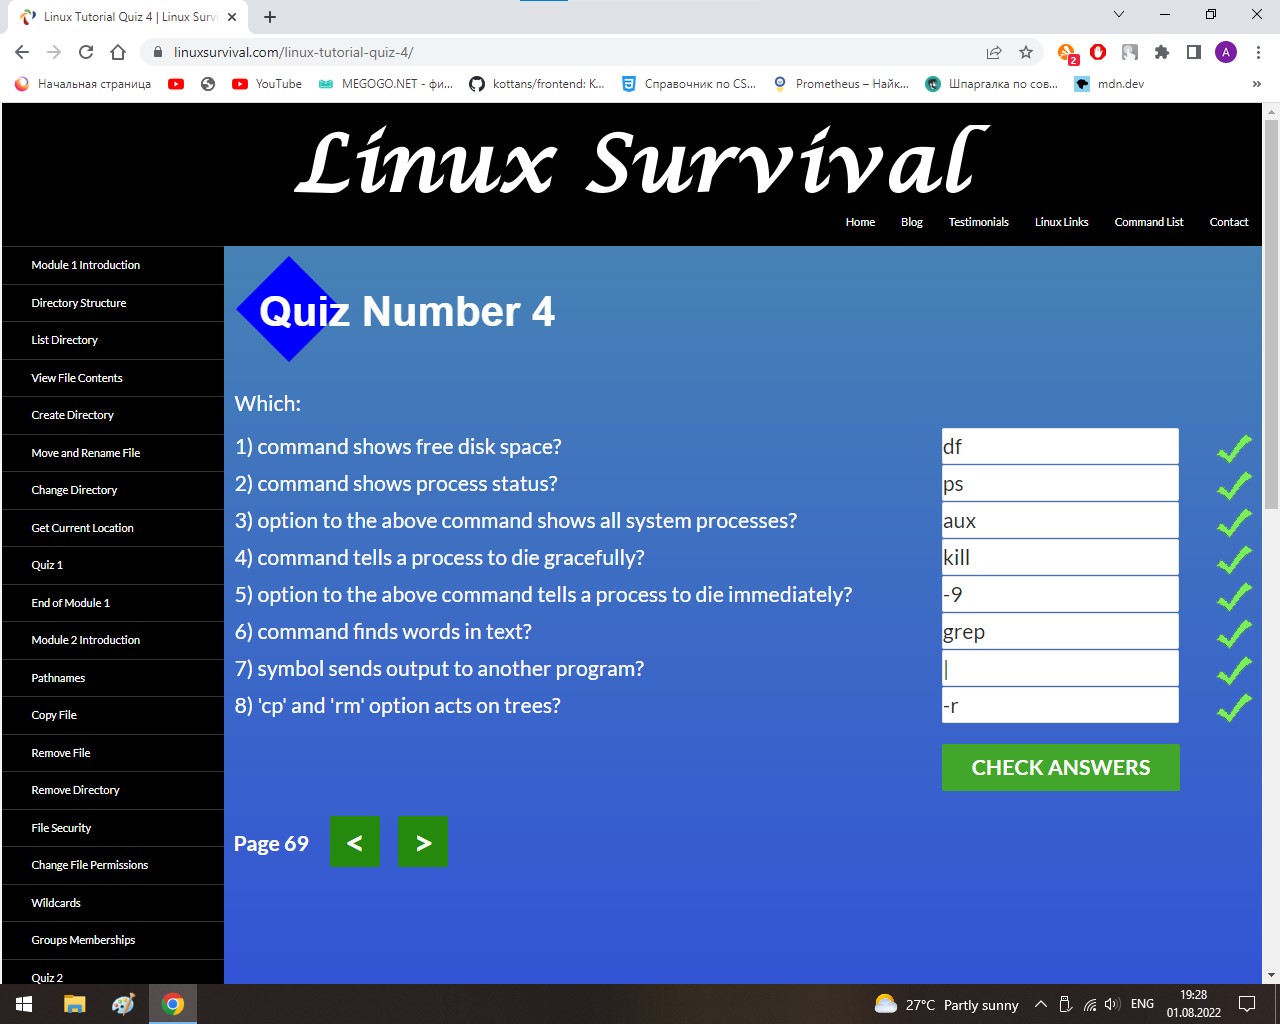 Linux Tutorial Quiz 4 | Linux Surv
linuxsurvival.com/linux-tutorial-quiz-4/
2
A
Начальная страница
YouTube
MEGOGO.NET - фи...
kottans/frontend: K...
Справочник по CS...
Prometheus – Найк...
Шпаргалка по сов...
mdn.dev
»
Linux Survival
Home
Blog
Testimonials
Linux Links
Command List
Contact
Module 1 Introduction
Directory Structure
List Directory
View File Contents
Create Directory
Move and Rename File
Change Directory
Get Current Location
Quiz 1
End of Module 1
Module 2 Introduction
Pathnames
Copy File
Remove File
Remove Directory
File Security
Change File Permissions
Wildcards
Groups Memberships
Quiz 2
Quiz Number 4
Which:
1) command shows free disk space? df
2) command shows process status? ps
3) option to the above command shows all system processes? aux
4) command tells a process to die gracefully? kill
5) option to the above command tells a process to die immediately? -9
6) command finds words in text? grep
7) symbol sends output to another program? |
8) 'cp' and 'rm' option acts on trees? -r
CHECK ANSWERS
Page 69 < >
27°C Partly sunny
ENG
19:28
01.08.2022